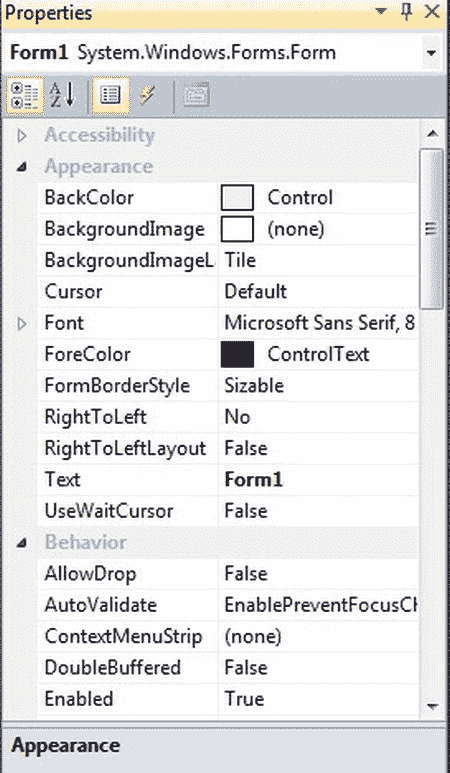 Properties
Form1 System.Windows.Forms.Form
Accessibility
Appearance
BackColor Control
BackgroundImage (none)
BackgroundImageL Tile
Cursor Default
Font Microsoft Sans Serif, 8
ForeColor ControlText
FormBorderStyle Sizable
RightToLeft No
RightToLeftLayout False
Text Form1
UseWaitCursor False
Behavior
AllowDrop False
AutoValidate EnablePreventFocusCh
ContextMenuStrip (none)
DoubleBuffered False
Enabled True
Appearance